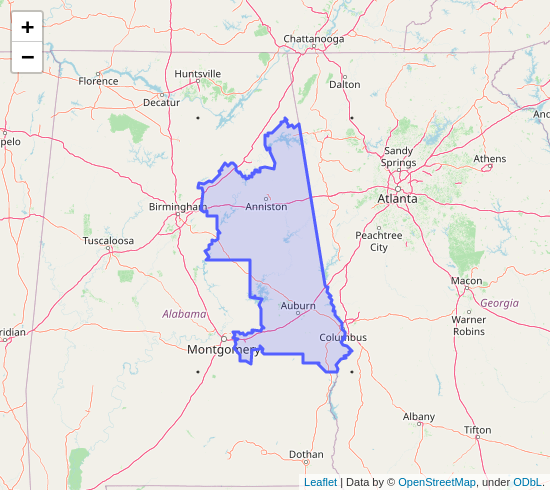 +
−
Chattanooga
Huntsville
Florence
Dalton
Decatur
Anc
pelo
Sandy
Springs
Athens
Birmingham
Anniston
Atlanta
Tuscaloosa
Peachtree
City
Macon
Auburn
Georgia
Alabama
Warner
Robins
ridian
Columbus
Montgomery
Albany
Tifton
Dothan
Leaflet | Data by © OpenStreetMap, under ODbL.